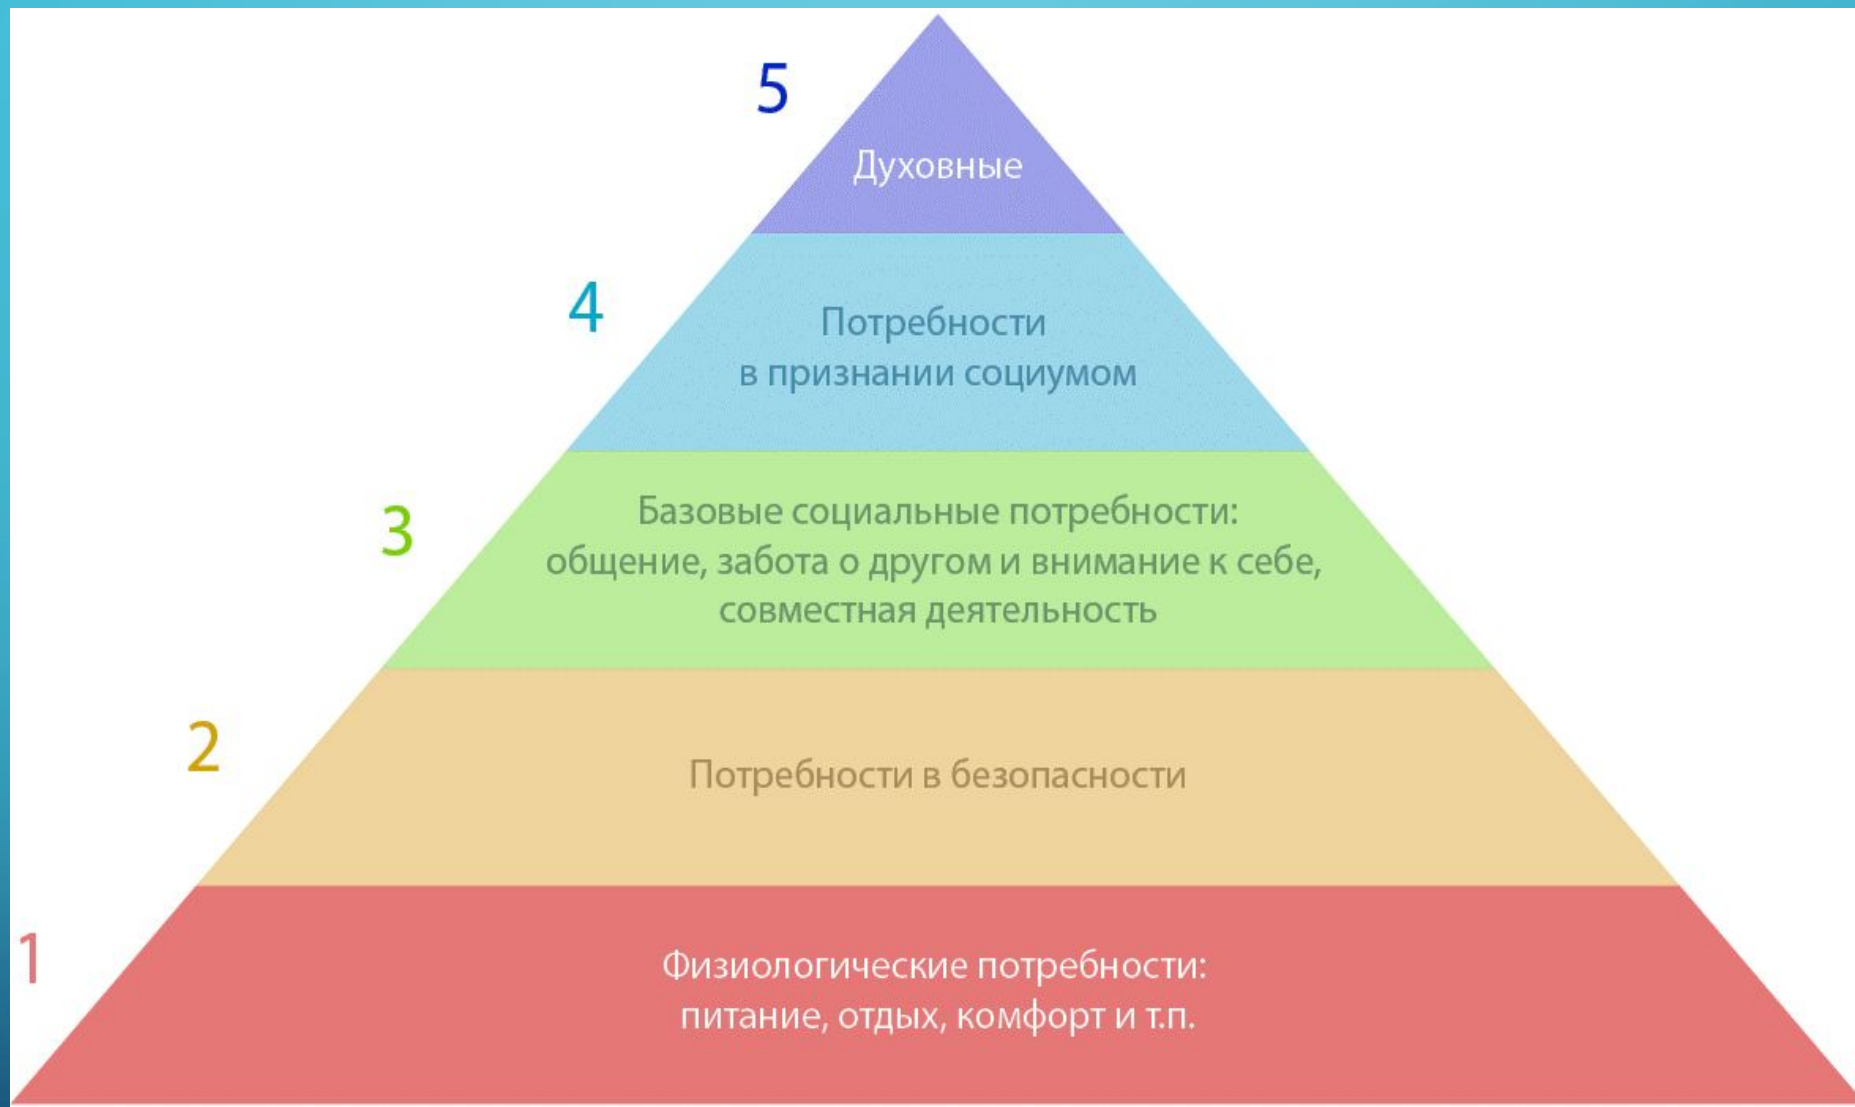 5
Духовные
4
Потребности
в признании социумом
3
Базовые социальные потребности:
общение, забота о другом и внимание к себе,
совместная деятельность
2
Потребности в безопасности
1
Физиологические потребности:
питание, отдых, комфорт и т.п.